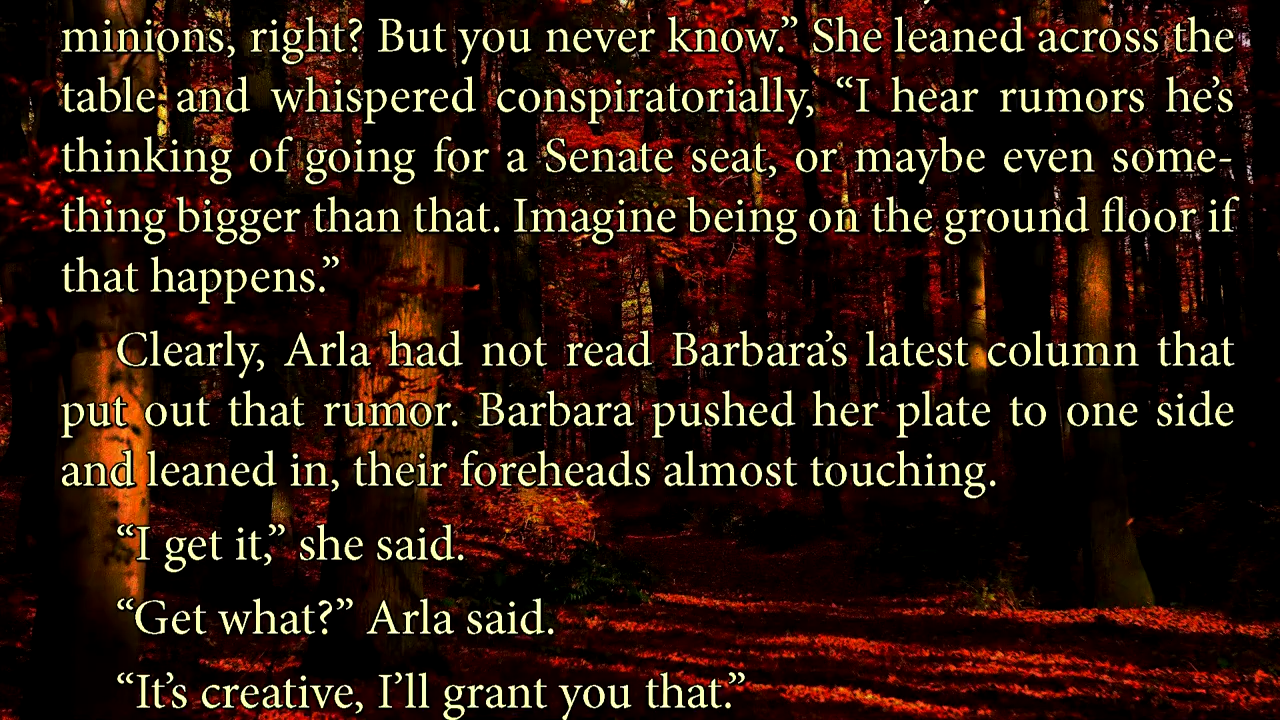 minions, right? But you never know.” She leaned across the
table and whispered conspiratorially, “I hear rumors he’s
thinking of going for a Senate seat, or maybe even some-
thing bigger than that. Imagine being on the ground floor if
that happens.”
Clearly, Arla had not read Barbara’s latest column that
put out that rumor. Barbara pushed her plate to one side
and leaned in, their foreheads almost touching.
“I get it,” she said.
“Get what?” Arla said.
“It’s creative, I’ll grant you that.”